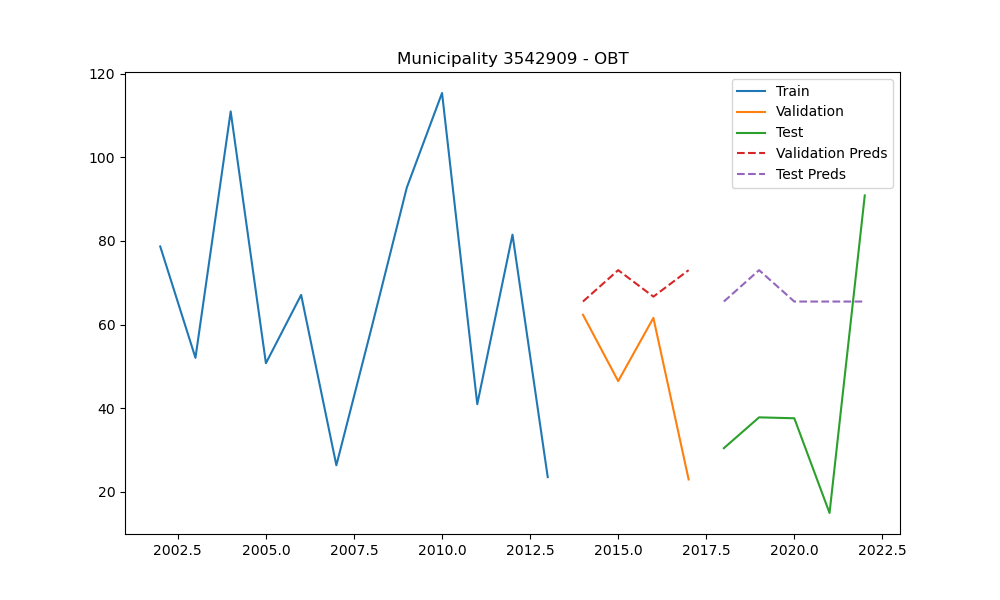 Municipality 3542909 - OBT
Train
Validation
Test
Validation Preds
Test Preds
120
100
80
60
40
20
2002.5 2005.0 2007.5 2010.0 2012.5 2015.0 2017.5 2020.0 2022.5